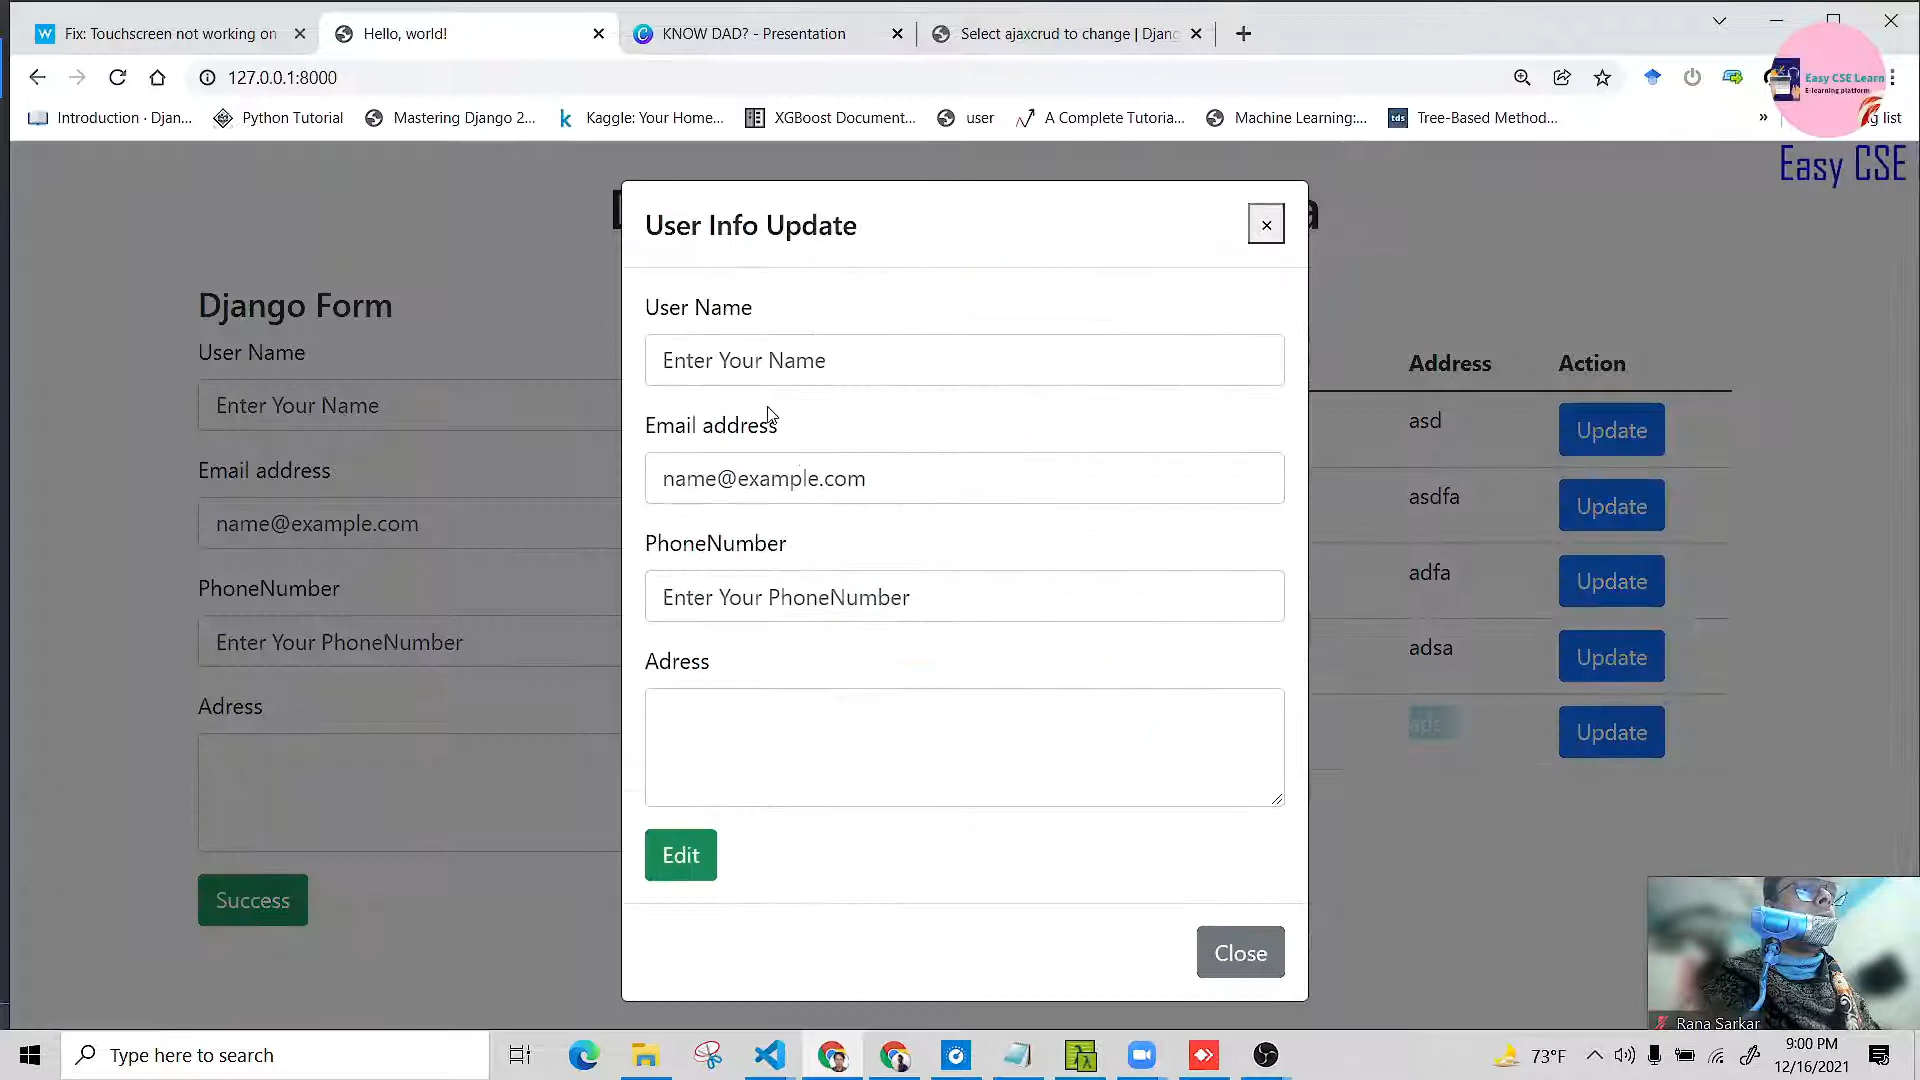 Fix: Touchscreen not working on
Hello, world!
KNOW DAD? - Presentation
Select ajaxcrud to change | Djang
127.0.0.1:8000
Easy CSE Learn
E-learning platform
Introduction · Djan...
Python Tutorial
Mastering Django 2...
Kaggle: Your Home...
XGBoost Document...
user
A Complete Tutoria...
Machine Learning:...
tds
Tree-Based Method...
»
g list
Easy CSE
User Info Update
×
User Name
Enter Your Name
Email address
name@example.com
PhoneNumber
Enter Your PhoneNumber
Adress
Edit
Close
Django Form
User Name
Enter Your Name
Email address
name@example.com
PhoneNumber
Enter Your PhoneNumber
Adress
Success
Address Action
asd Update
asdfa Update
adfa Update
adsa Update
Update
Rana Sarkar
Type here to search
73°F
9:00 PM
12/16/2021